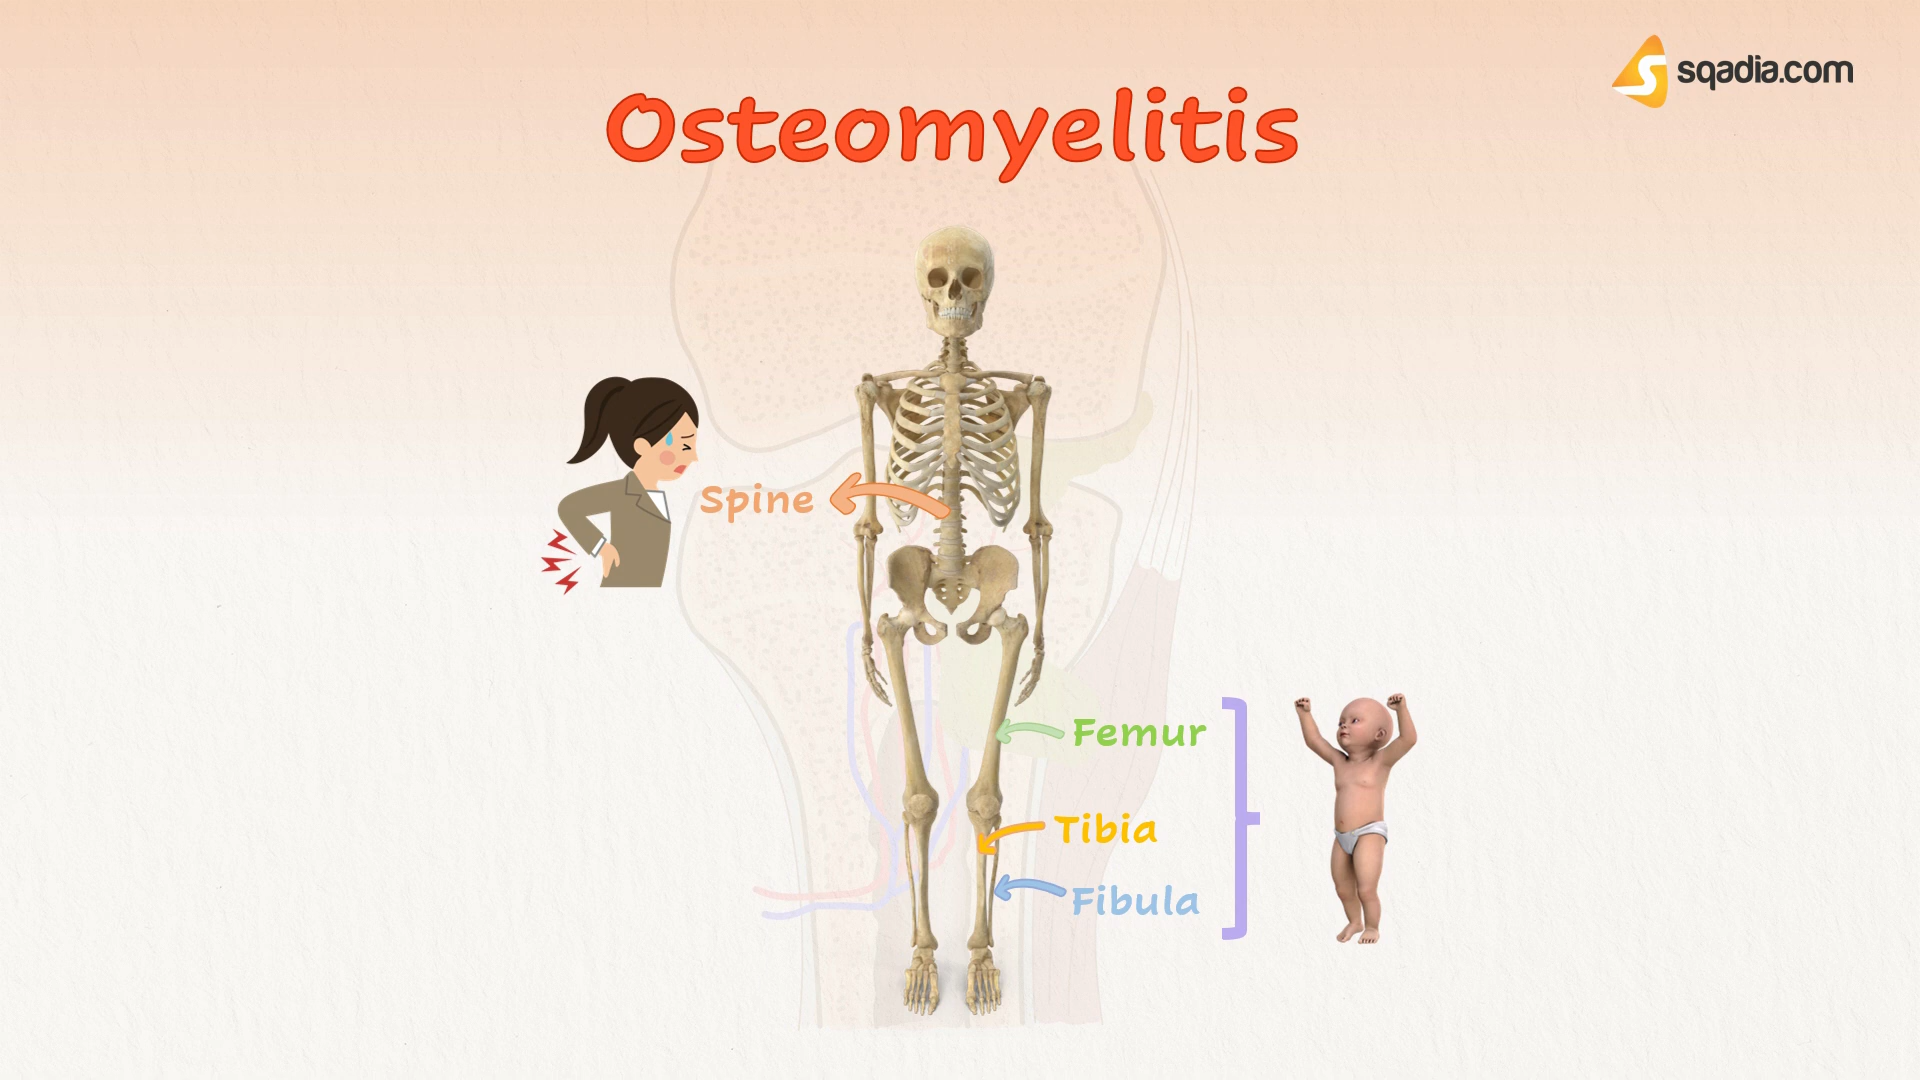 sqadia.com
Osteomyelitis
Spine
Femur
Tibia
Fibula